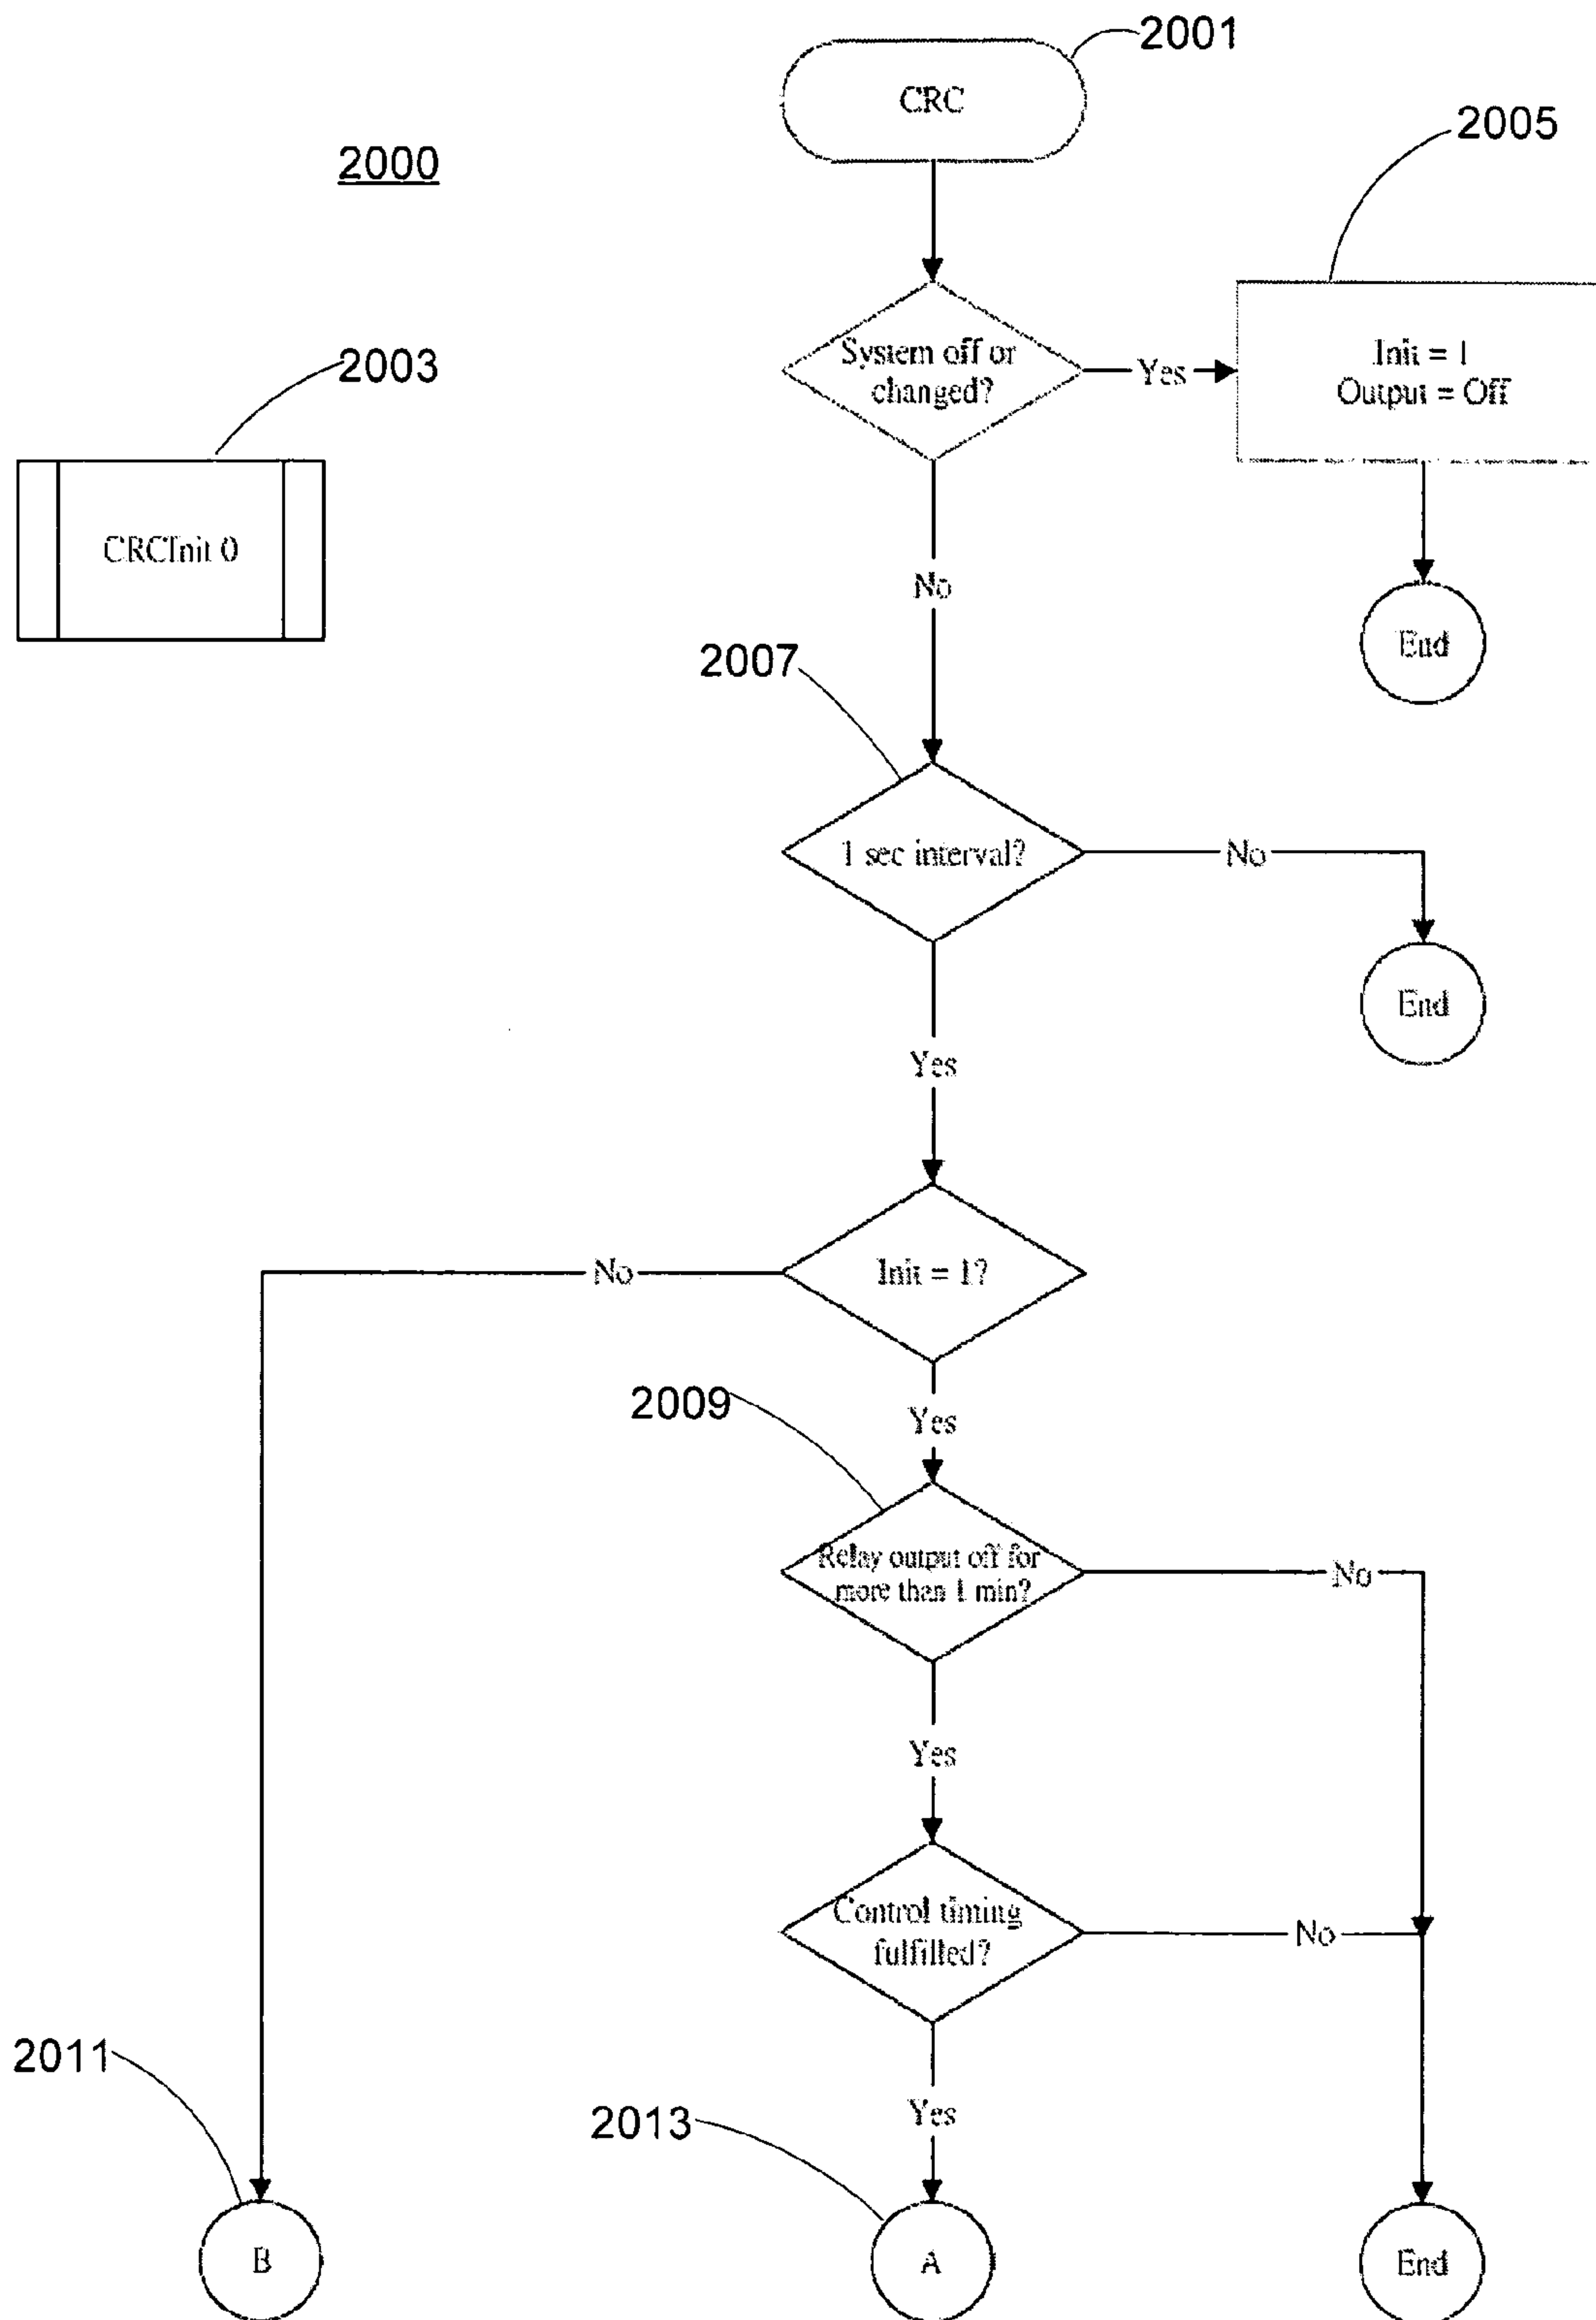 2001
CRC
2005
2000
System off or
changed?
Yes
Init = 1
Output = Off
2003
CRCInit 0
No
End
2007
1 sec interval?
No
End
Yes
Init = 1?
No
2009
Yes
Relay output off for
more than 1 min?
No
Yes
Control timing
fulfilled?
No
2011
2013
Yes
B
A
End